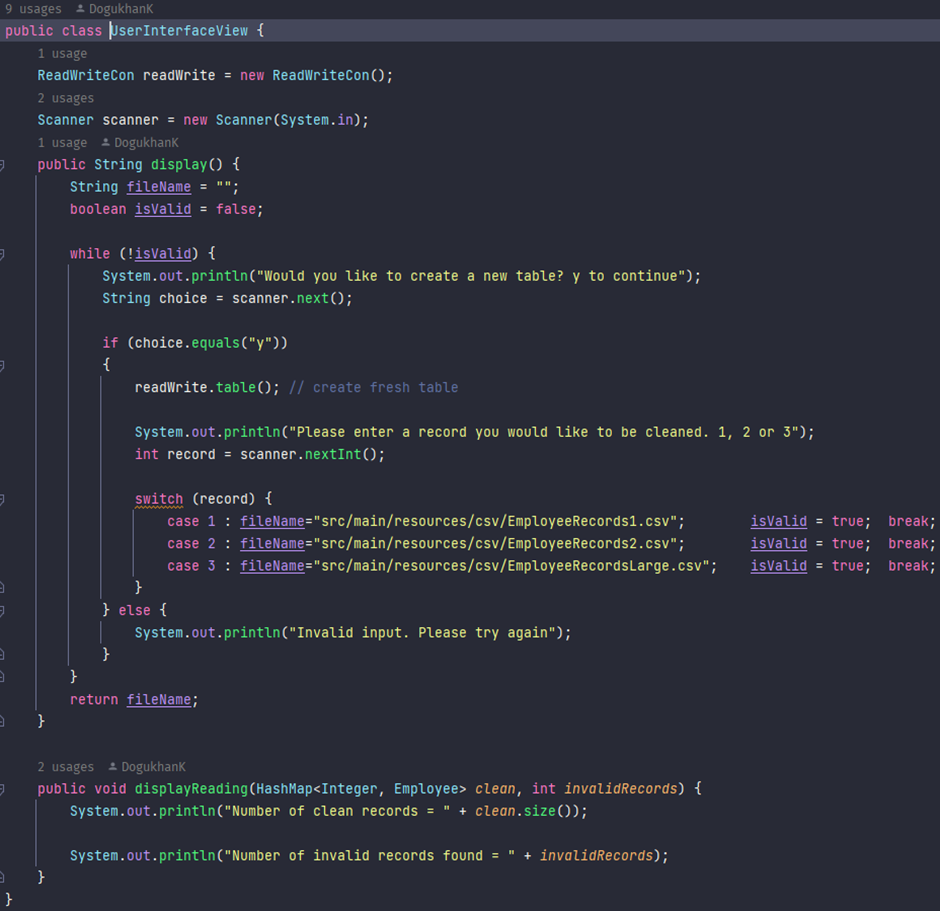 9 usages DogukhanK
public class UserInterfaceView {
1 usage
ReadWriteCon readWrite = new ReadWriteCon();
2 usages
Scanner scanner = new Scanner(System.in);
1 usage DogukhanK
public String display() {
String fileName = "";
boolean isValid = false;
while (!isValid) {
System.out.println("Would you like to create a new table? y to continue");
String choice = scanner.next();
if (choice.equals("y"))
{
readWrite.table(); // create fresh table
System.out.println("Please enter a record you would like to be cleaned. 1, 2 or 3");
int record = scanner.nextInt();
switch (record) {
case 1 : fileName="src/main/resources/csv/EmployeeRecords1.csv"; isValid = true; break;
case 2 : fileName="src/main/resources/csv/EmployeeRecords2.csv"; isValid = true; break;
case 3 : fileName="src/main/resources/csv/EmployeeRecordsLarge.csv"; isValid = true; break;
}
} else {
System.out.println("Invalid input. Please try again");
}
}
return fileName;
}
2 usages DogukhanK
public void displayReading(HashMap<Integer, Employee> clean, int invalidRecords) {
System.out.println("Number of clean records = " + clean.size());
System.out.println("Number of invalid records found = " + invalidRecords);
}
}